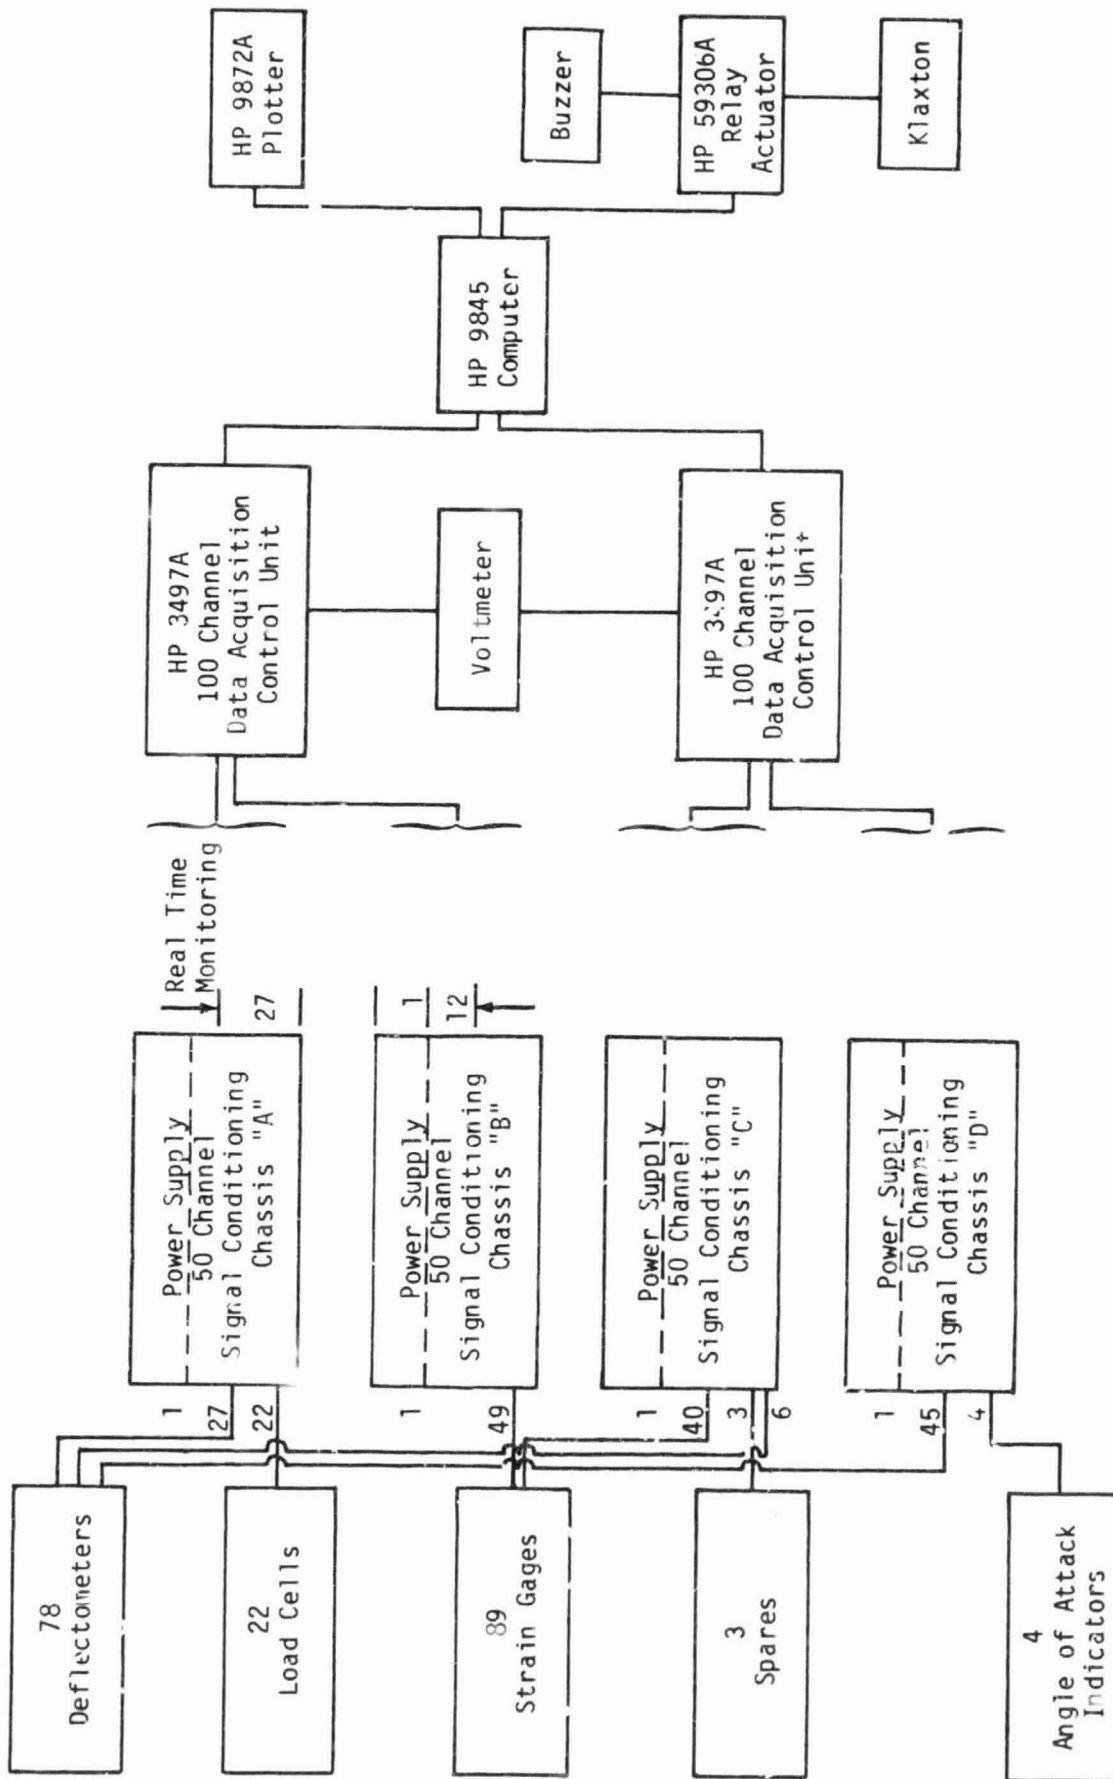 78
Deflectometers
22
Load Cells
89
Strain Gages
3
Spares
4
Angle of Attack
Indicators
1
27
22
1
49
1
40
3
6
1
45
4
Power Supply
50 Channel
Signal Conditioning
Chassis "A"
Power Supply
50 Channel
Signal Conditioning
Chassis "B"
Power Supply
50 Channel
Signal Conditioning
Chassis "C"
Power Supply
50 Channel
Signal Conditioning
Chassis "D"
Real Time
Monitoring
27
1
12
HP 3497A
100 Channel
Data Acquisition
Control Unit
Voltmeter
HP 3497A
100 Channel
Data Acquisition
Control Unit
HP 9845
Computer
HP 9872A
Plotter
Buzzer
HP 59306A
Relay
Actuator
Klaxton